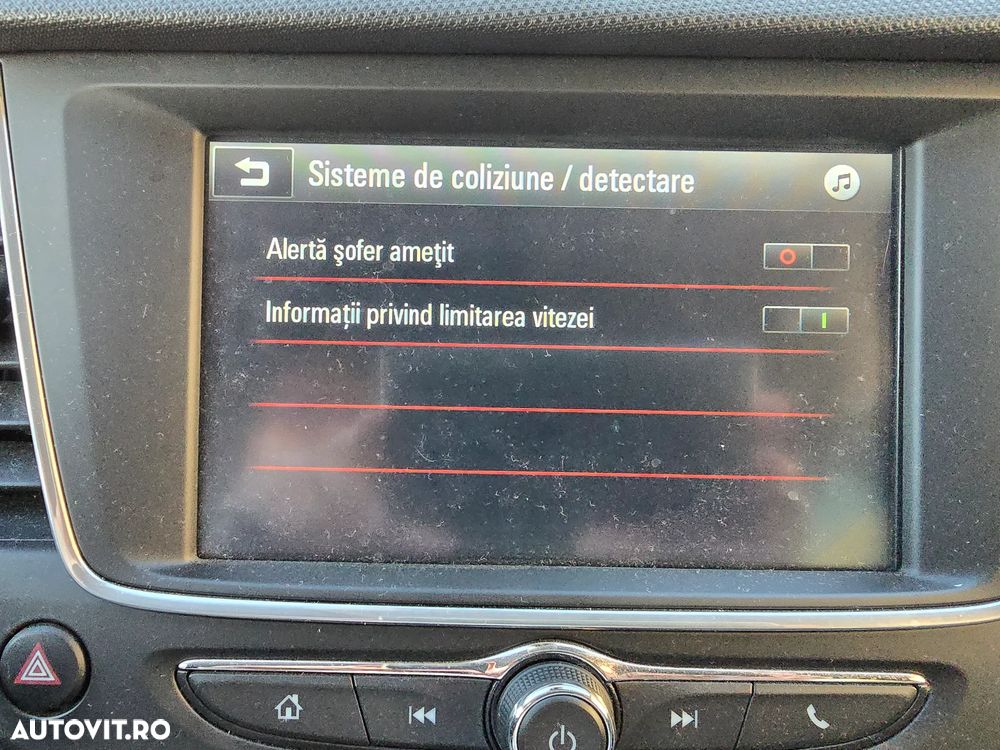 Sisteme de coliziune / detectare
Alertă şofer ameţit
Informaţii privind limitarea vitezei
AUTOVIT.RO